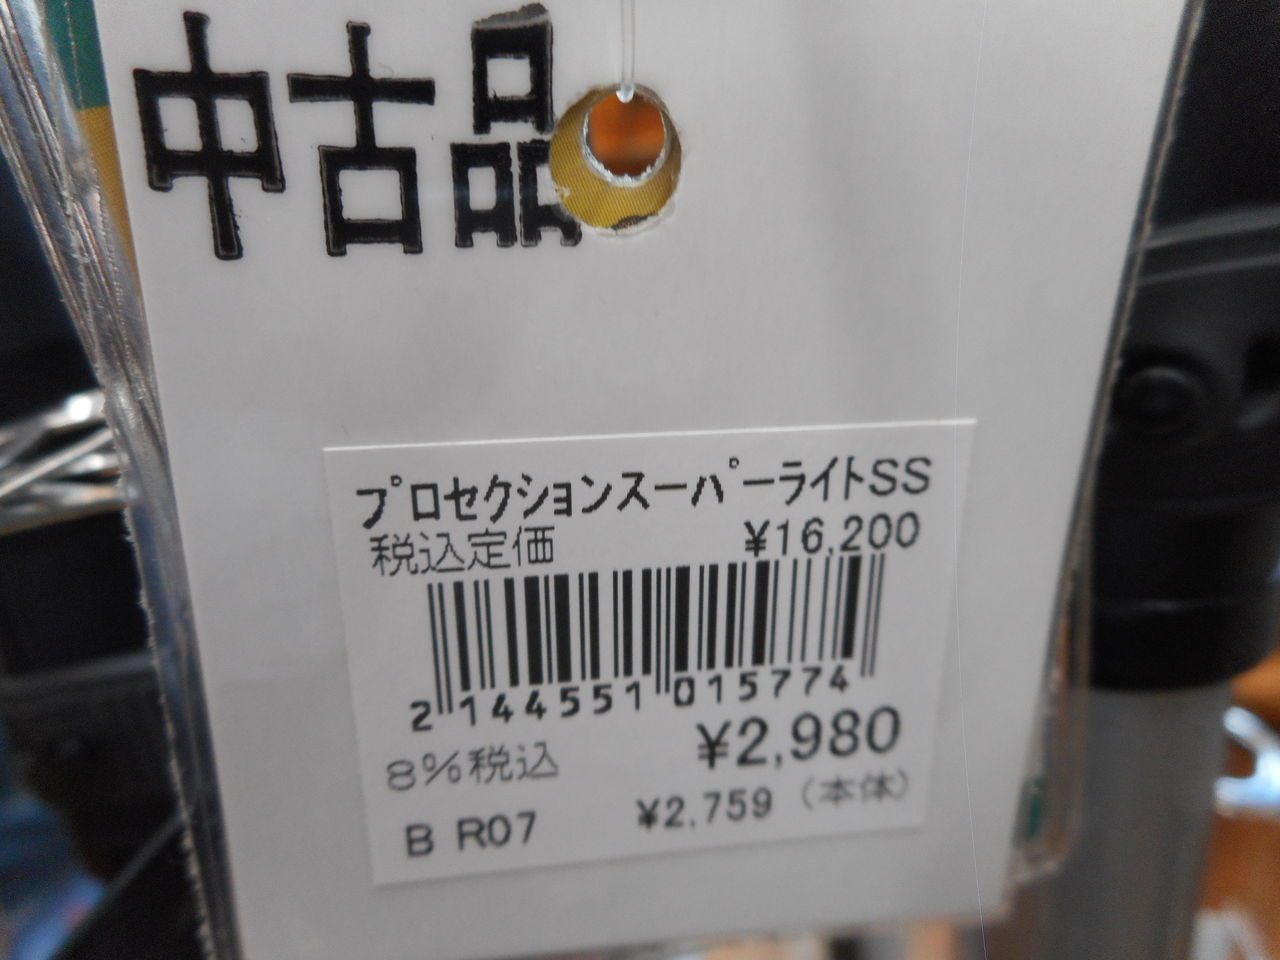 中古品
プロセクションスーパーライトSS
税込定価 ¥16,200
2 144551 015774
8%税込 ¥2,980
B R07 ¥2,759 (本体)